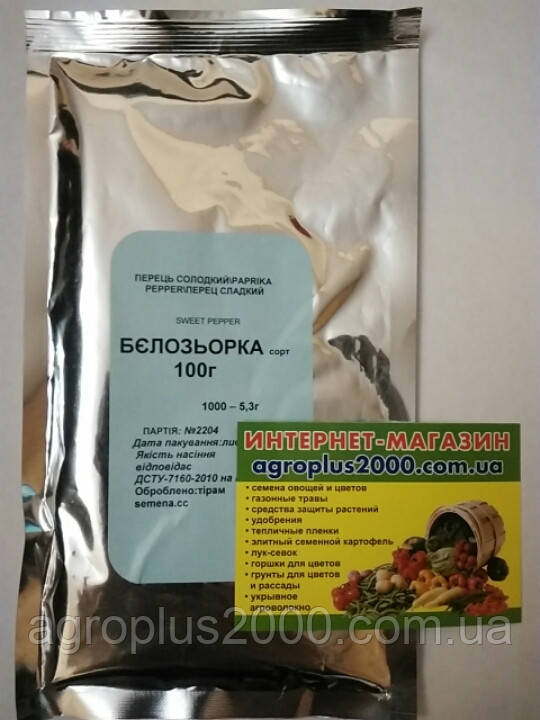 ПЕРЕЦЬ СОЛОДКИЙ\PAPRIKA
PEPPER\ПЕРЕЦ СЛАДКИЙ
SWEET PEPPER
БЄЛОЗЬОРКА сорт
100г
1000 – 5,3г
ПАРТІЯ: №2204
Дата пакування:
Якість насіння
відповідає
ДСТУ-7160-2010 на
Оброблено:тірам
semena.cc
ИНТЕРНЕТ-МАГАЗИН
agroplus2000.com.ua
• семена овощей и цветов
• газонные травы
• средства защиты растений
• удобрения
• тепличные пленки
• элитный семенной картофель
• лук-севок
• горшки для цветов
• грунты для цветов
и рассады
• укрывное
агроволокно
agroplus2000.com.ua